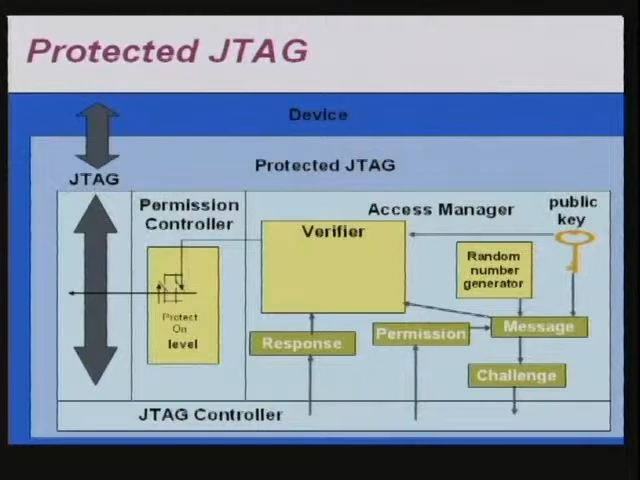 Protected JTAG
Device
Protected JTAG
JTAG
Permission
Controller
Access Manager
public
key
Verifier
Random
number
generator
Protect
On
level
Response
Permission
Message
Challenge
JTAG Controller